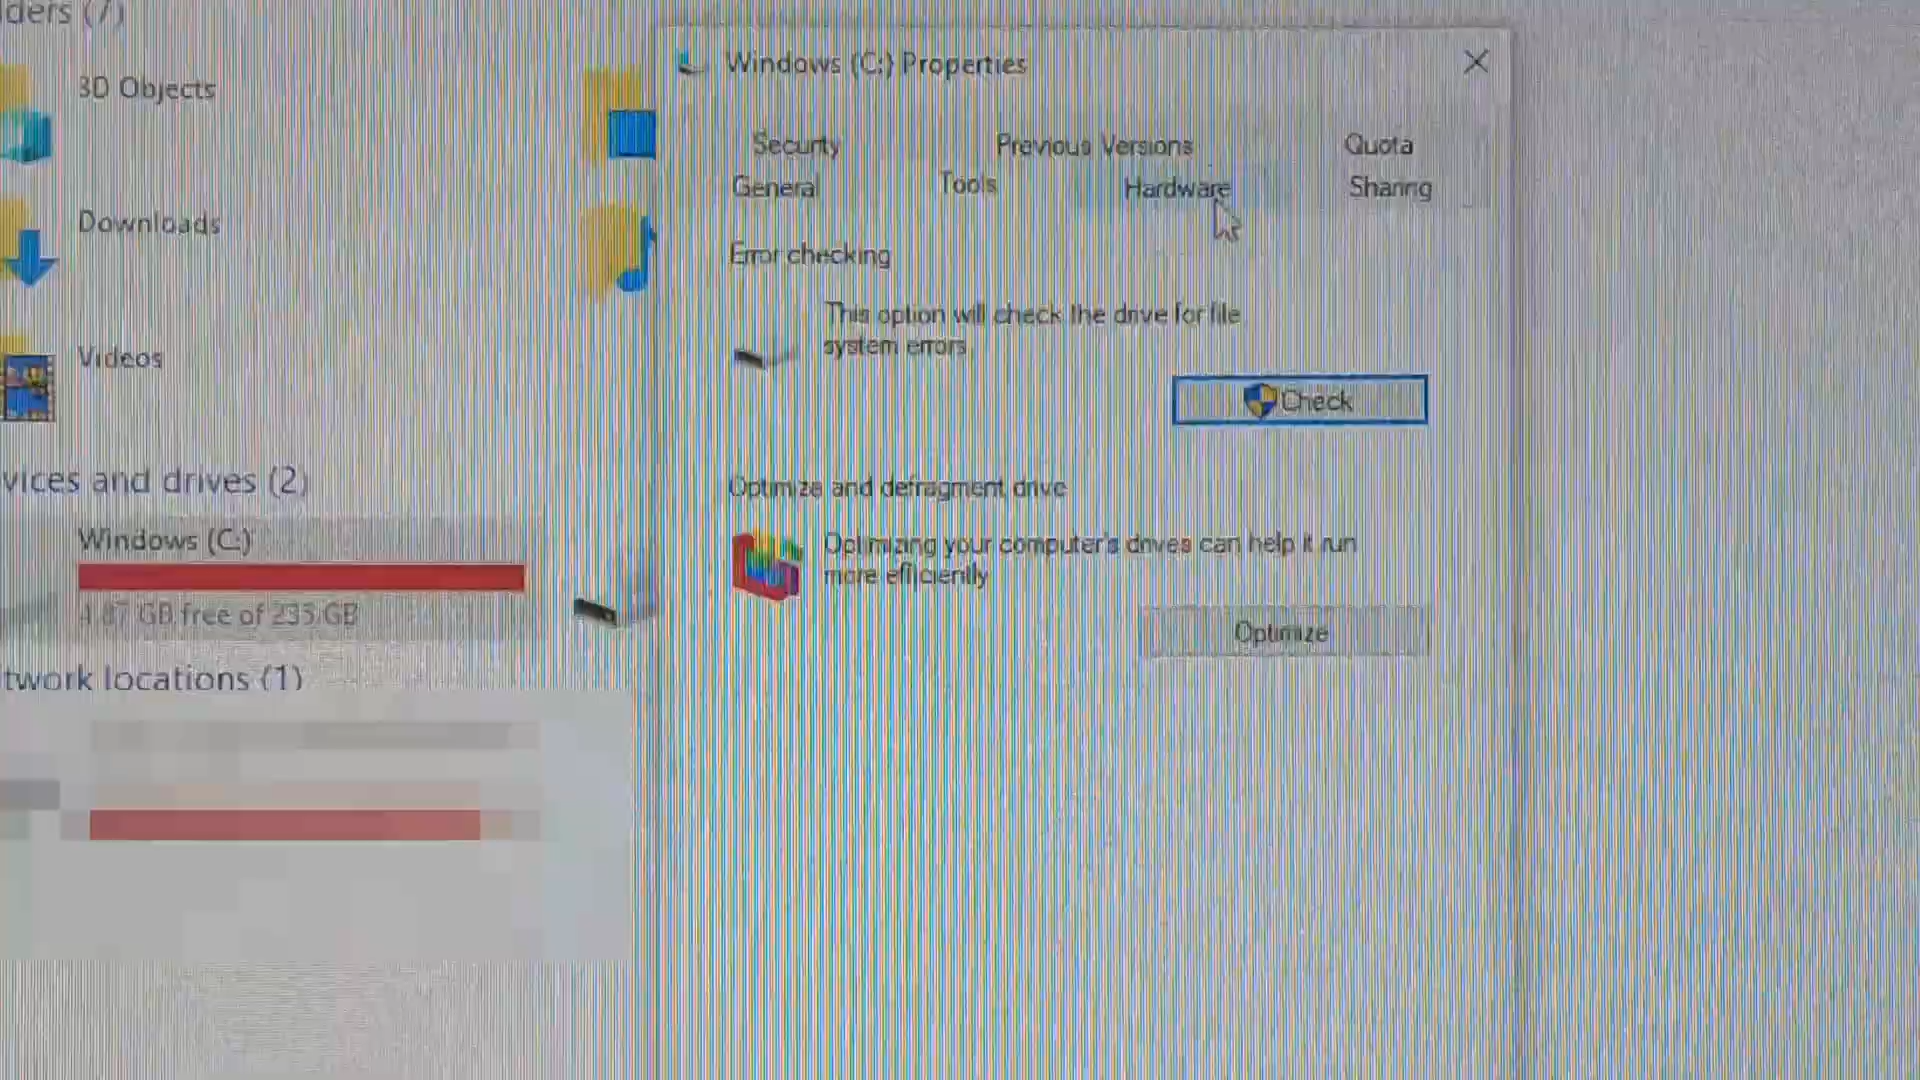 ders (7)
3D Objects
Downloads
Videos
vices and drives (2)
Windows (C:)
4.87 GB free of 235 GB
twork locations (1)
Windows (C:) Properties
Security
Previous Versions
Quota
General
Tools
Hardware
Sharing
Error checking
This option will check the drive for file
system errors.
Check
Optimize and defragment drive
Optimizing your computer's drives can help it run
more efficiently
Optimize